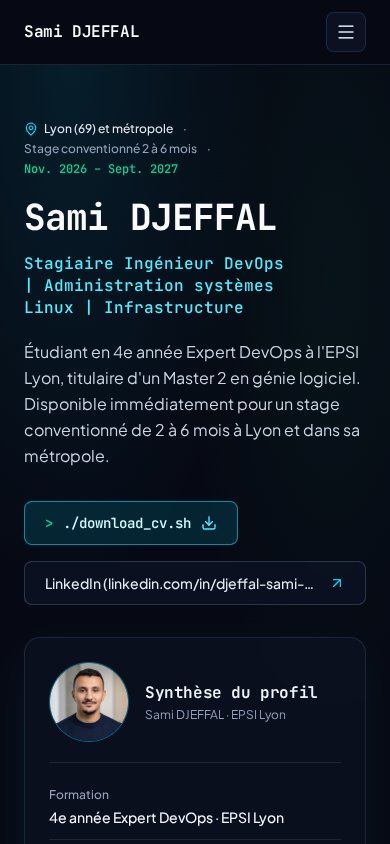 Sami DJEFFAL
Lyon (69) et métropole ·
Stage conventionné 2 à 6 mois ·
Nov. 2026 – Sept. 2027
Sami DJEFFAL
Stagiaire Ingénieur DevOps
| Administration systèmes
Linux | Infrastructure
Étudiant en 4e année Expert DevOps à l'EPSI
Lyon, titulaire d'un Master 2 en génie logiciel.
Disponible immédiatement pour un stage
conventionné de 2 à 6 mois à Lyon et dans sa
métropole.
> ./download_cv.sh
LinkedIn (linkedin.com/in/djeffal-sami-...
Synthèse du profil
Sami DJEFFAL · EPSI Lyon
Formation
4e année Expert DevOps · EPSI Lyon